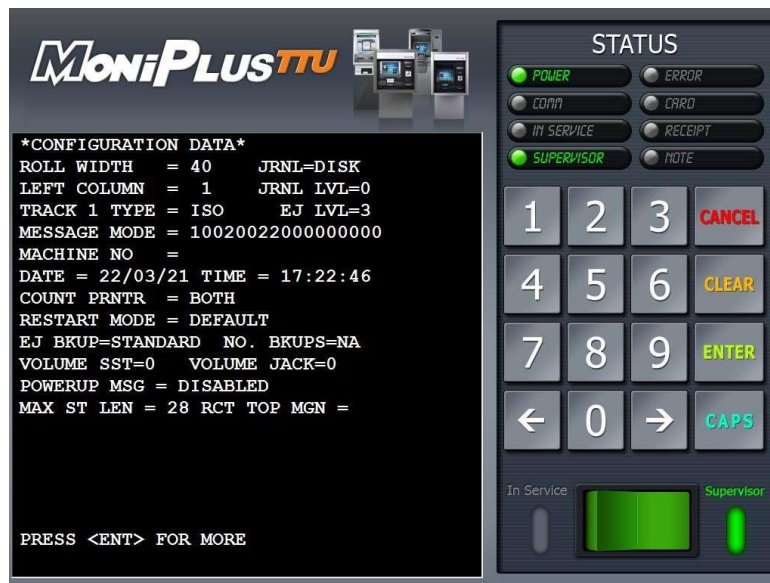 MONiPLUSTTU
*CONFIGURATION DATA*
ROLL WIDTH = 40 JRNL=DISK
LEFT COLUMN = 1 JRNL LVL=0
TRACK 1 TYPE = ISO EJ LVL=3
MESSAGE MODE = 10020022000000000
MACHINE NO =
DATE = 22/03/21 TIME = 17:22:46
COUNT PRNTR = BOTH
RESTART MODE = DEFAULT
EJ BKUP=STANDARD NO. BKUPS=NA
VOLUME SST=0 VOLUME JACK=0
POWERUP MSG = DISABLED
MAX ST LEN = 28 RCT TOP MGN =
PRESS <ENT> FOR MORE
STATUS
POWER ERROR
COMM CARD
IN SERVICE RECEIPT
SUPERVISOR NOTE
1 2 3 CANCEL
4 5 6 CLEAR
7 8 9 ENTER
← 0 → CAPS
In Service Supervisor